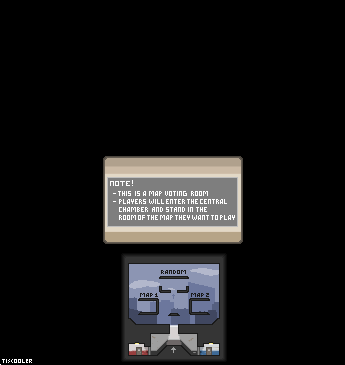 NOTE!
- THIS IS A MAP VOTING ROOM
- PLAYERS WILL ENTER THE CENTRAL
CHAMBER AND STAND IN THE
ROOM OF THE MAP THEY WANT TO PLAY
RANDOM
MAP 1
MAP 2
TISCOOLER